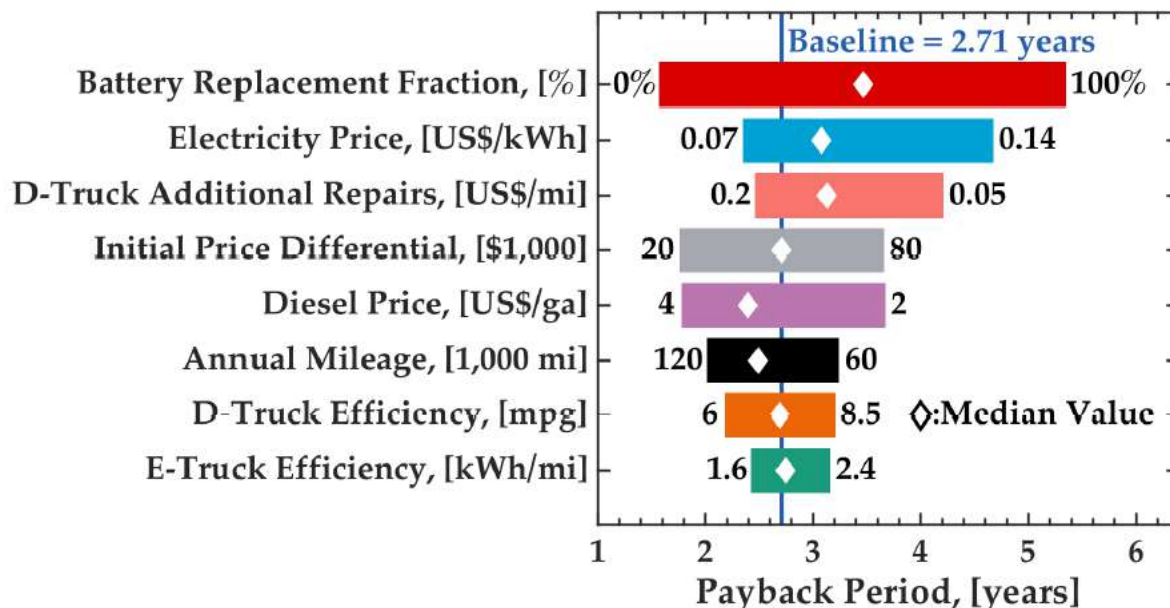 Baseline = 2.71 years
Battery Replacement Fraction, [%] 0% 100%
Electricity Price, [US$/kWh] 0.07 0.14
D-Truck Additional Repairs, [US$/mi] 0.2 0.05
Initial Price Differential, [$1,000] 20 80
Diesel Price, [US$/ga] 4 2
Annual Mileage, [1,000 mi] 120 60
D-Truck Efficiency, [mpg] 6 8.5 ◊:Median Value
E-Truck Efficiency, [kWh/mi] 1.6 2.4
1 2 3 4 5 6
Payback Period, [years]